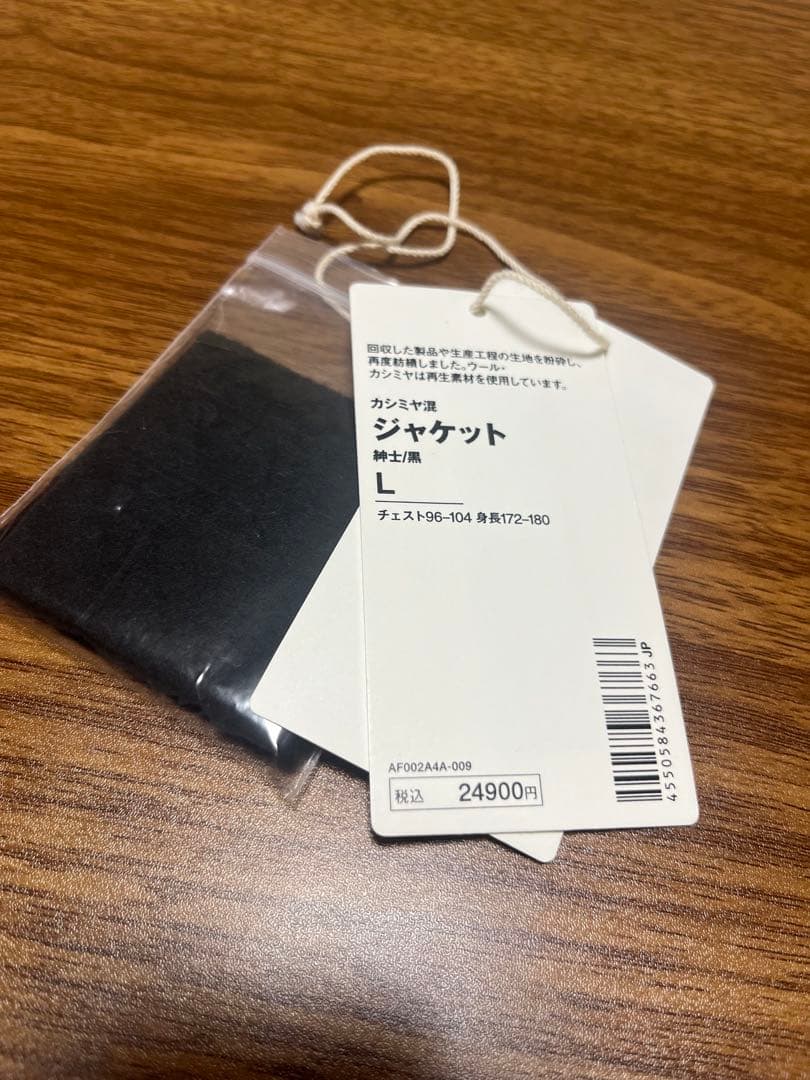 回収した製品や生産工程の生地を粉砕し、
再度紡績しました。ウール・
カシミヤは再生素材を使用しています。
カシミヤ混
ジャケット
紳士/黒
L
チェスト96-104 身長172-180
AF002A4A-009
税込 24900円
4550584367663 JP